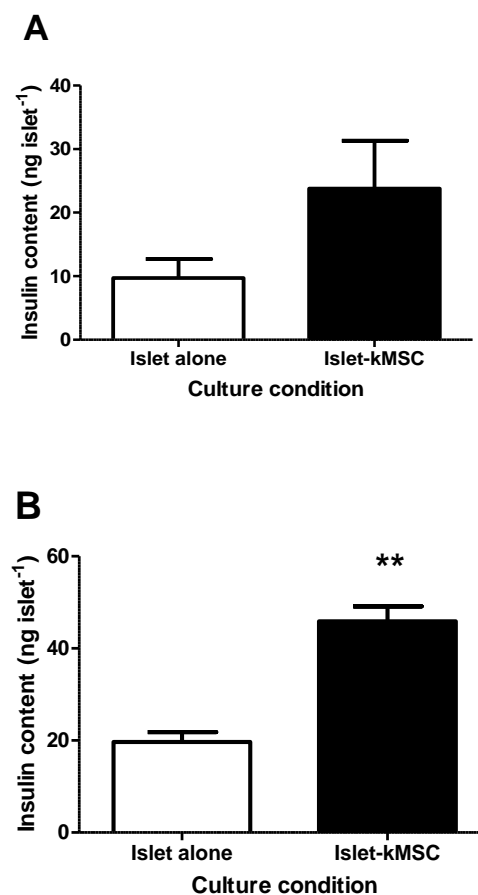 A
Insulin content (ng islet⁻¹)
40
30
20
10
0
Islet alone Islet-kMSC
Culture condition
B
Insulin content (ng islet⁻¹)
**
60
40
20
0
Islet alone Islet-kMSC
Culture condition